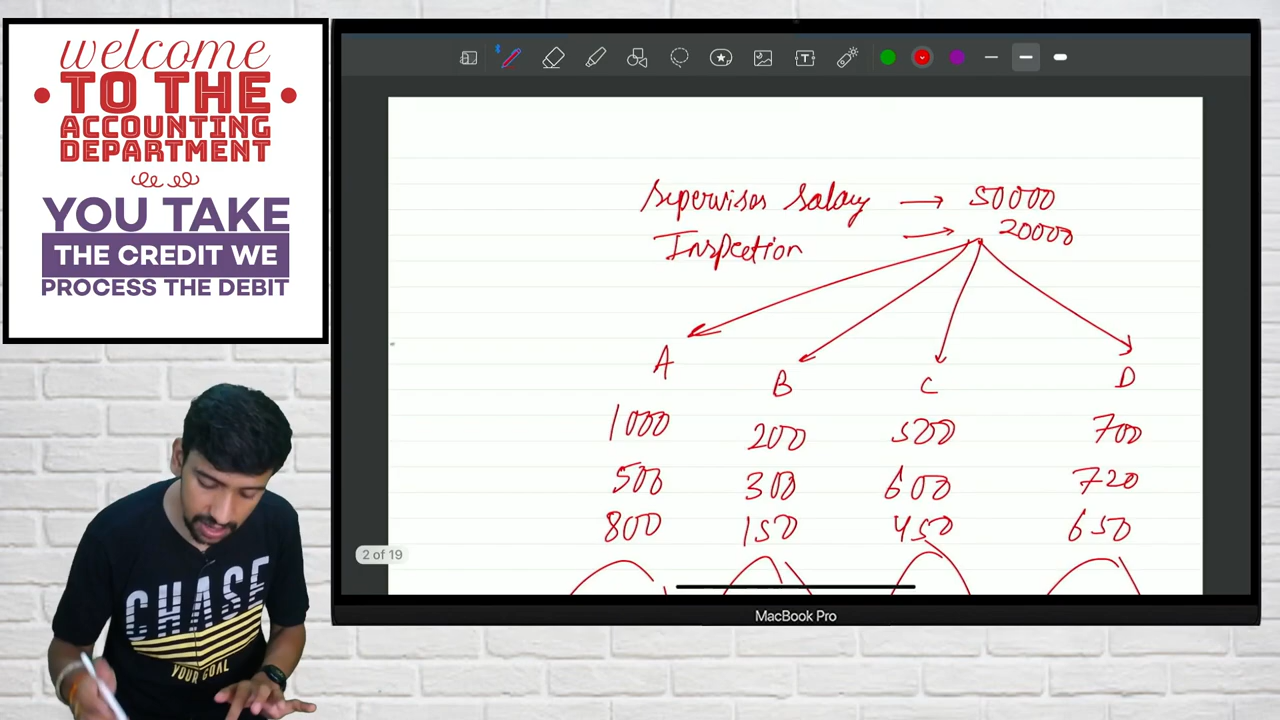 welcome
TO THE
ACCOUNTING
DEPARTMENT
YOU TAKE
THE CREDIT WE
PROCESS THE DEBIT
Supervisor Salary → 50000
Inspection → 20000
A B C D
1000 200 500 700
500 300 600 720
800 150 450 650
2 of 19
MacBook Pro
CHASE
YOUR GOAL